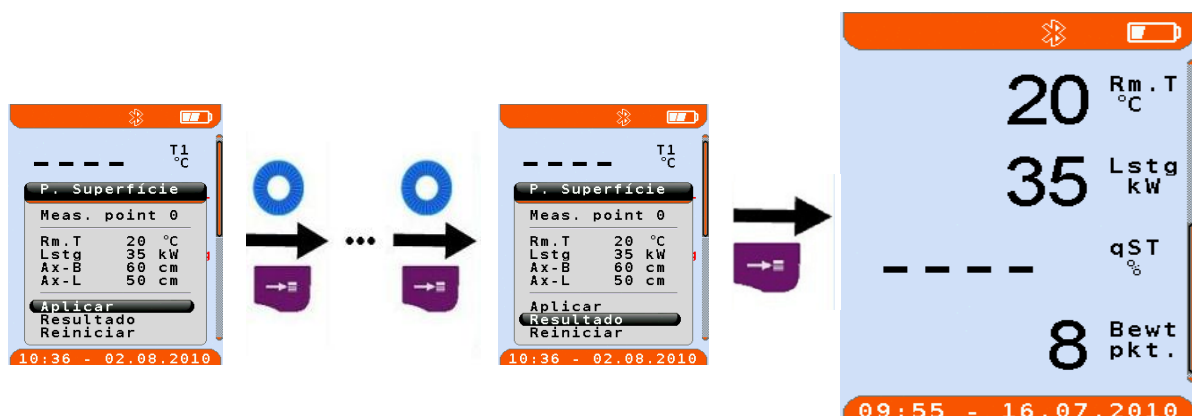 T1
°C
P. Superfície
Meas. point 0
Rm.T 20 °C
Lstg 35 kW
Ax-B 60 cm
Ax-L 50 cm
Aplicar
Resultado
Reiniciar
10:36 - 02.08.2010
...
T1
°C
P. Superfície
Meas. point 0
Rm.T 20 °C
Lstg 35 kW
Ax-B 60 cm
Ax-L 50 cm
Aplicar
Resultado
Reiniciar
10:36 - 02.08.2010
20 Rm.T
°C
35 Lstg
kW
---- qST
%
8 Bewt
pkt.
09:55 - 16.07.2010